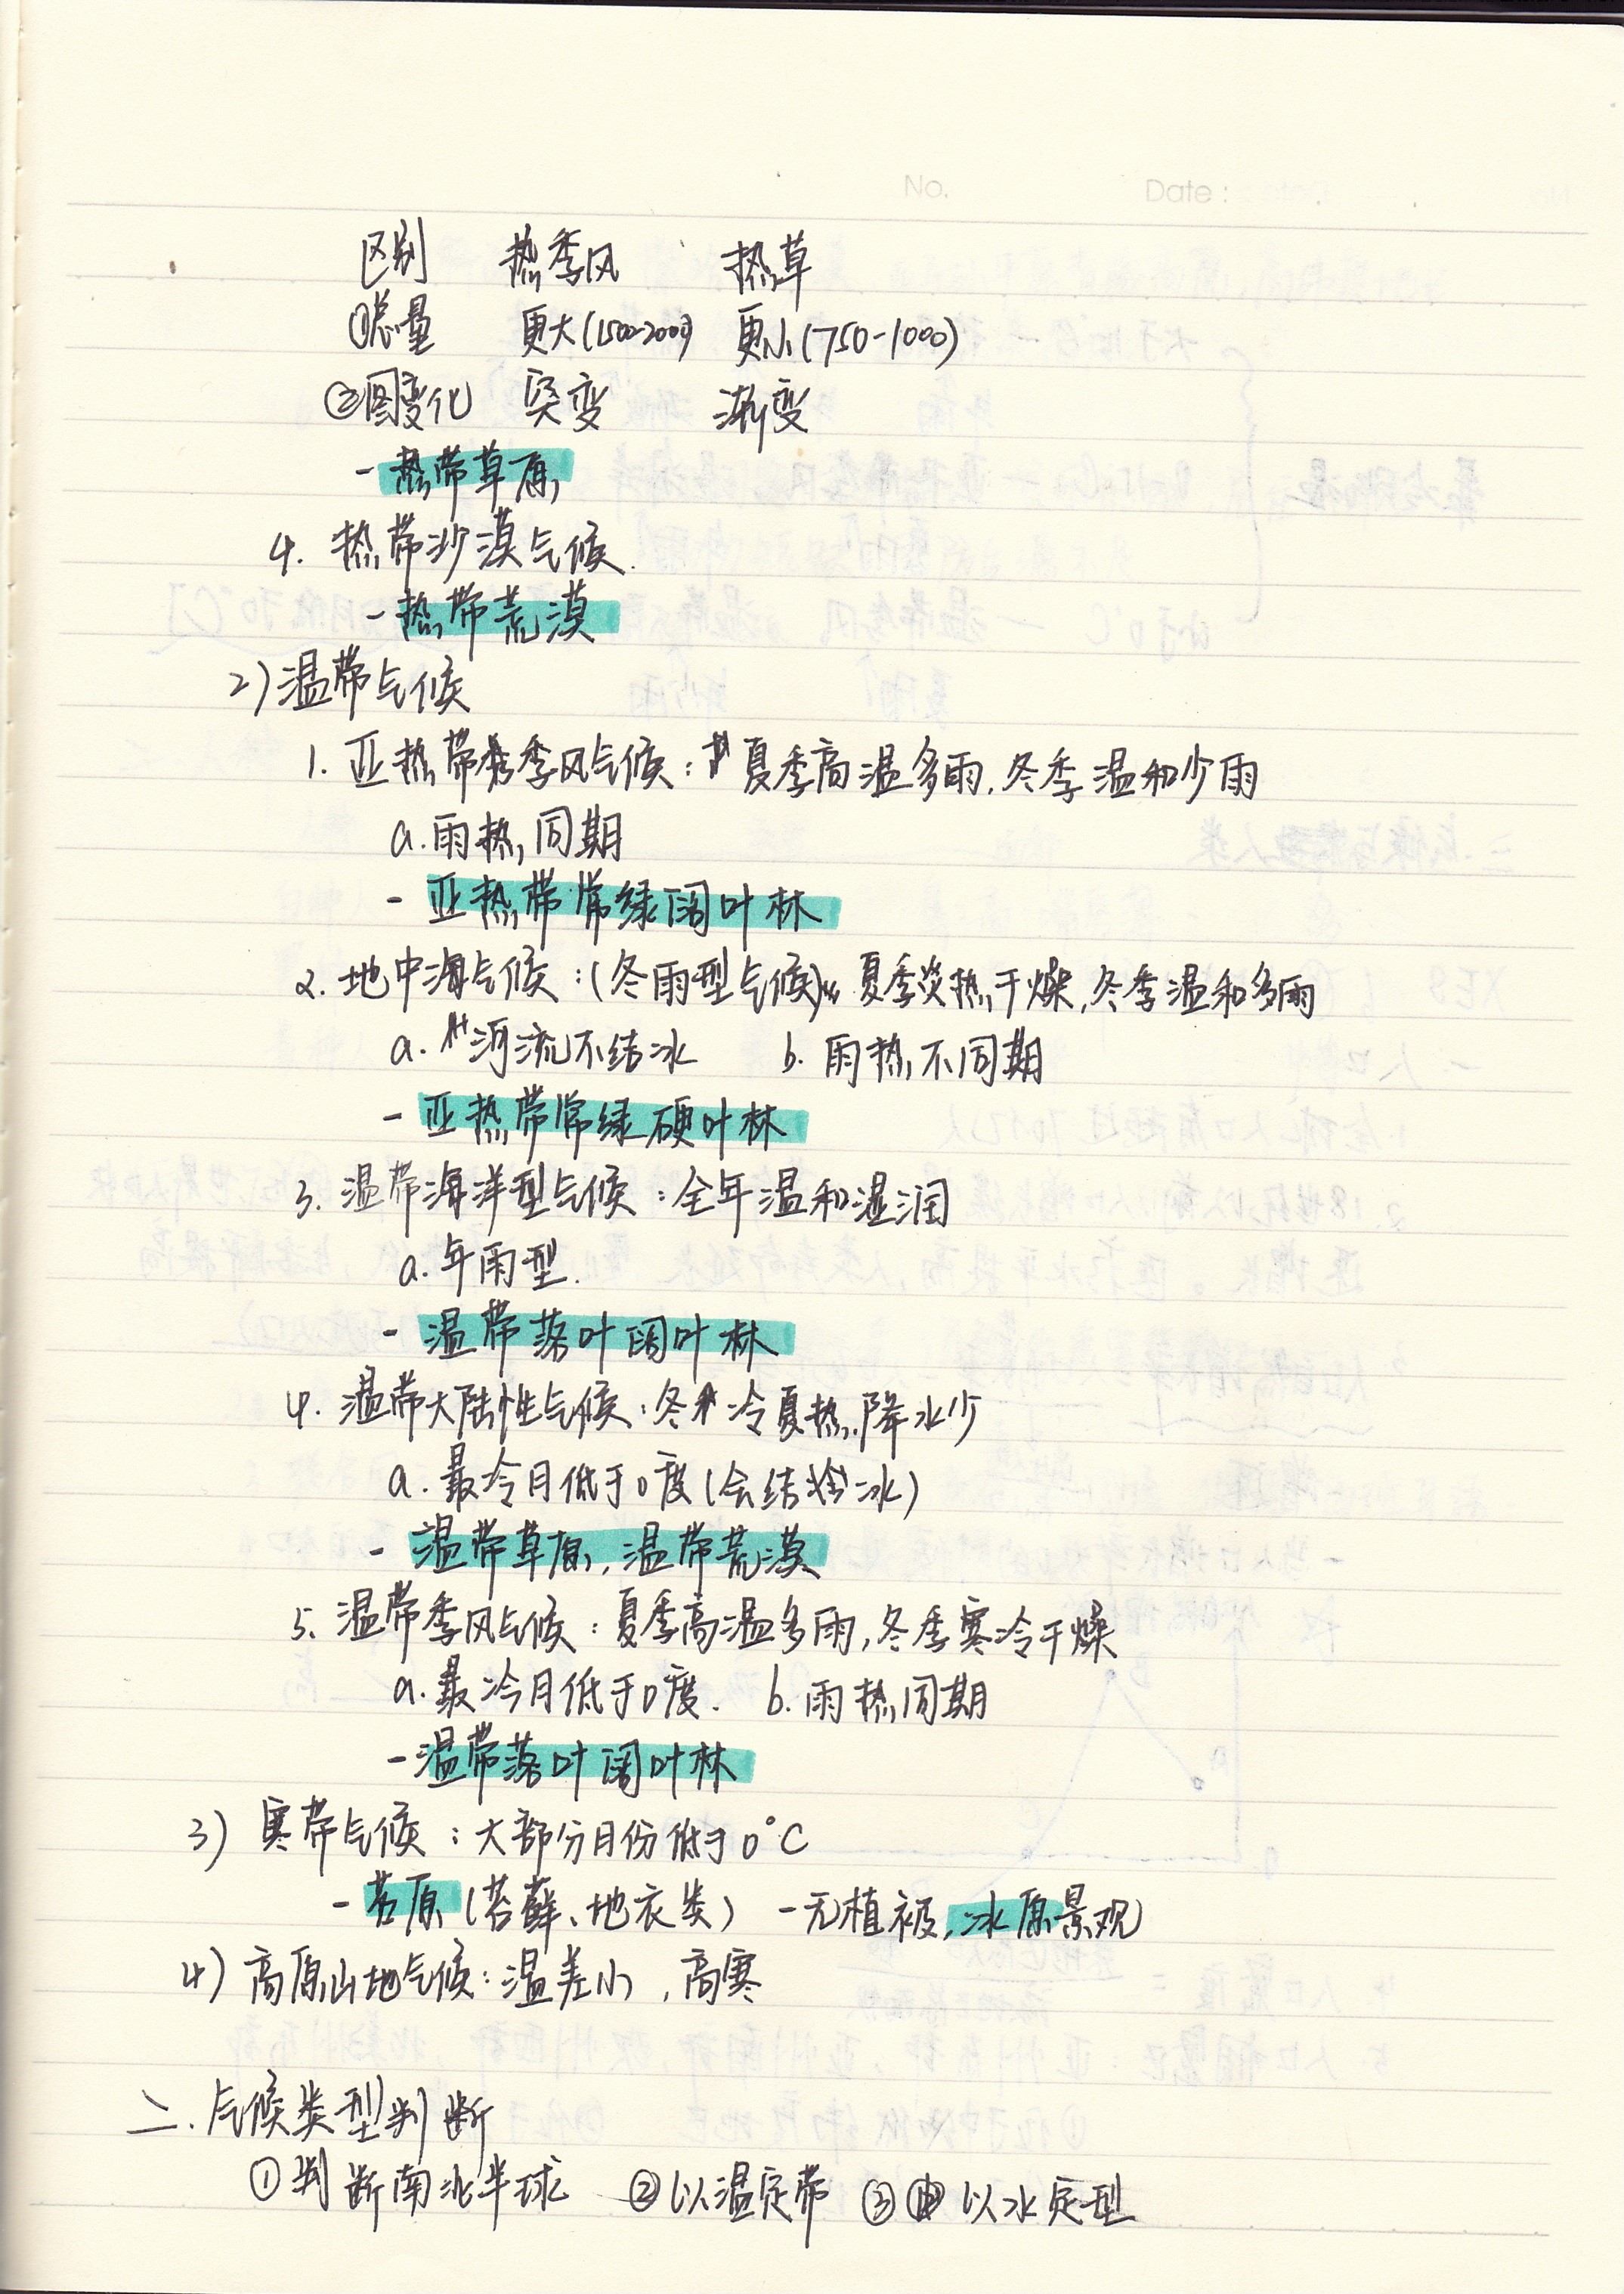 No. Date:
区别 热季风 热草
①总量 更大(1500-2000) 更小(750-1000)
②图变化 突变 渐变
- 热带草原
4. 热带沙漠气候.
- 热带荒漠
2)温带气候
1. 亚热带季风气候: 夏季高温多雨,冬季温和少雨
a.雨热同期
- 亚热带常绿阔叶林
2. 地中海气候:(冬雨型气候) 夏季炎热干燥,冬季温和多雨
a. 河流不结冰 b. 雨热不同期
- 亚热带常绿硬叶林
3. 温带海洋型气候:全年温和湿润
a. 年雨型.
- 温带落叶阔叶林
4. 温带大陆性气候:冬冷夏热,降水少
a. 最冷月低于0度(会结冰)
- 温带草原,温带荒漠
5. 温带季风气候:夏季高温多雨,冬季寒冷干燥
a. 最冷月低于0度. b. 雨热同期
- 温带落叶阔叶林
3) 寒带气候:大部分月份低于0°C
- 苔原(苔藓、地衣类) -无植被,冰原景观
4) 高原山地气候:温差小,高寒
二.气候类型判断
①判断南北半球 ②以温定带 ③以水定型